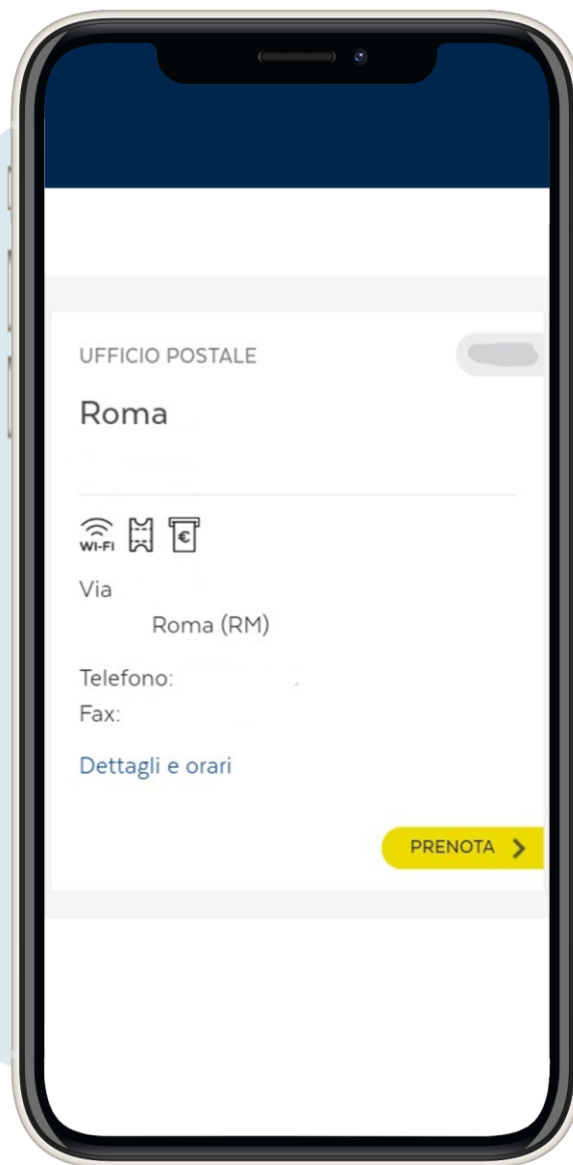 UFFICIO POSTALE
Roma
WI-FI €
Via
Roma (RM)
Telefono:
Fax:
Dettagli e orari
PRENOTA